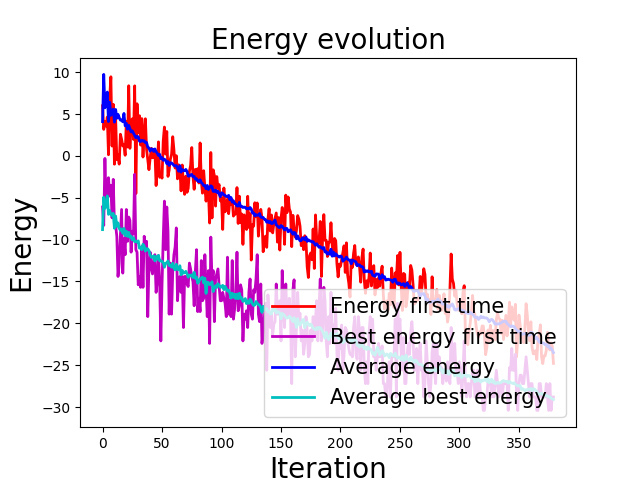 Energy evolution
Energy
10
5
0
−5
−10
−15
−20
−25
−30
Energy first time
Best energy first time
Average energy
Average best energy
0 50 100 150 200 250 300 350
Iteration